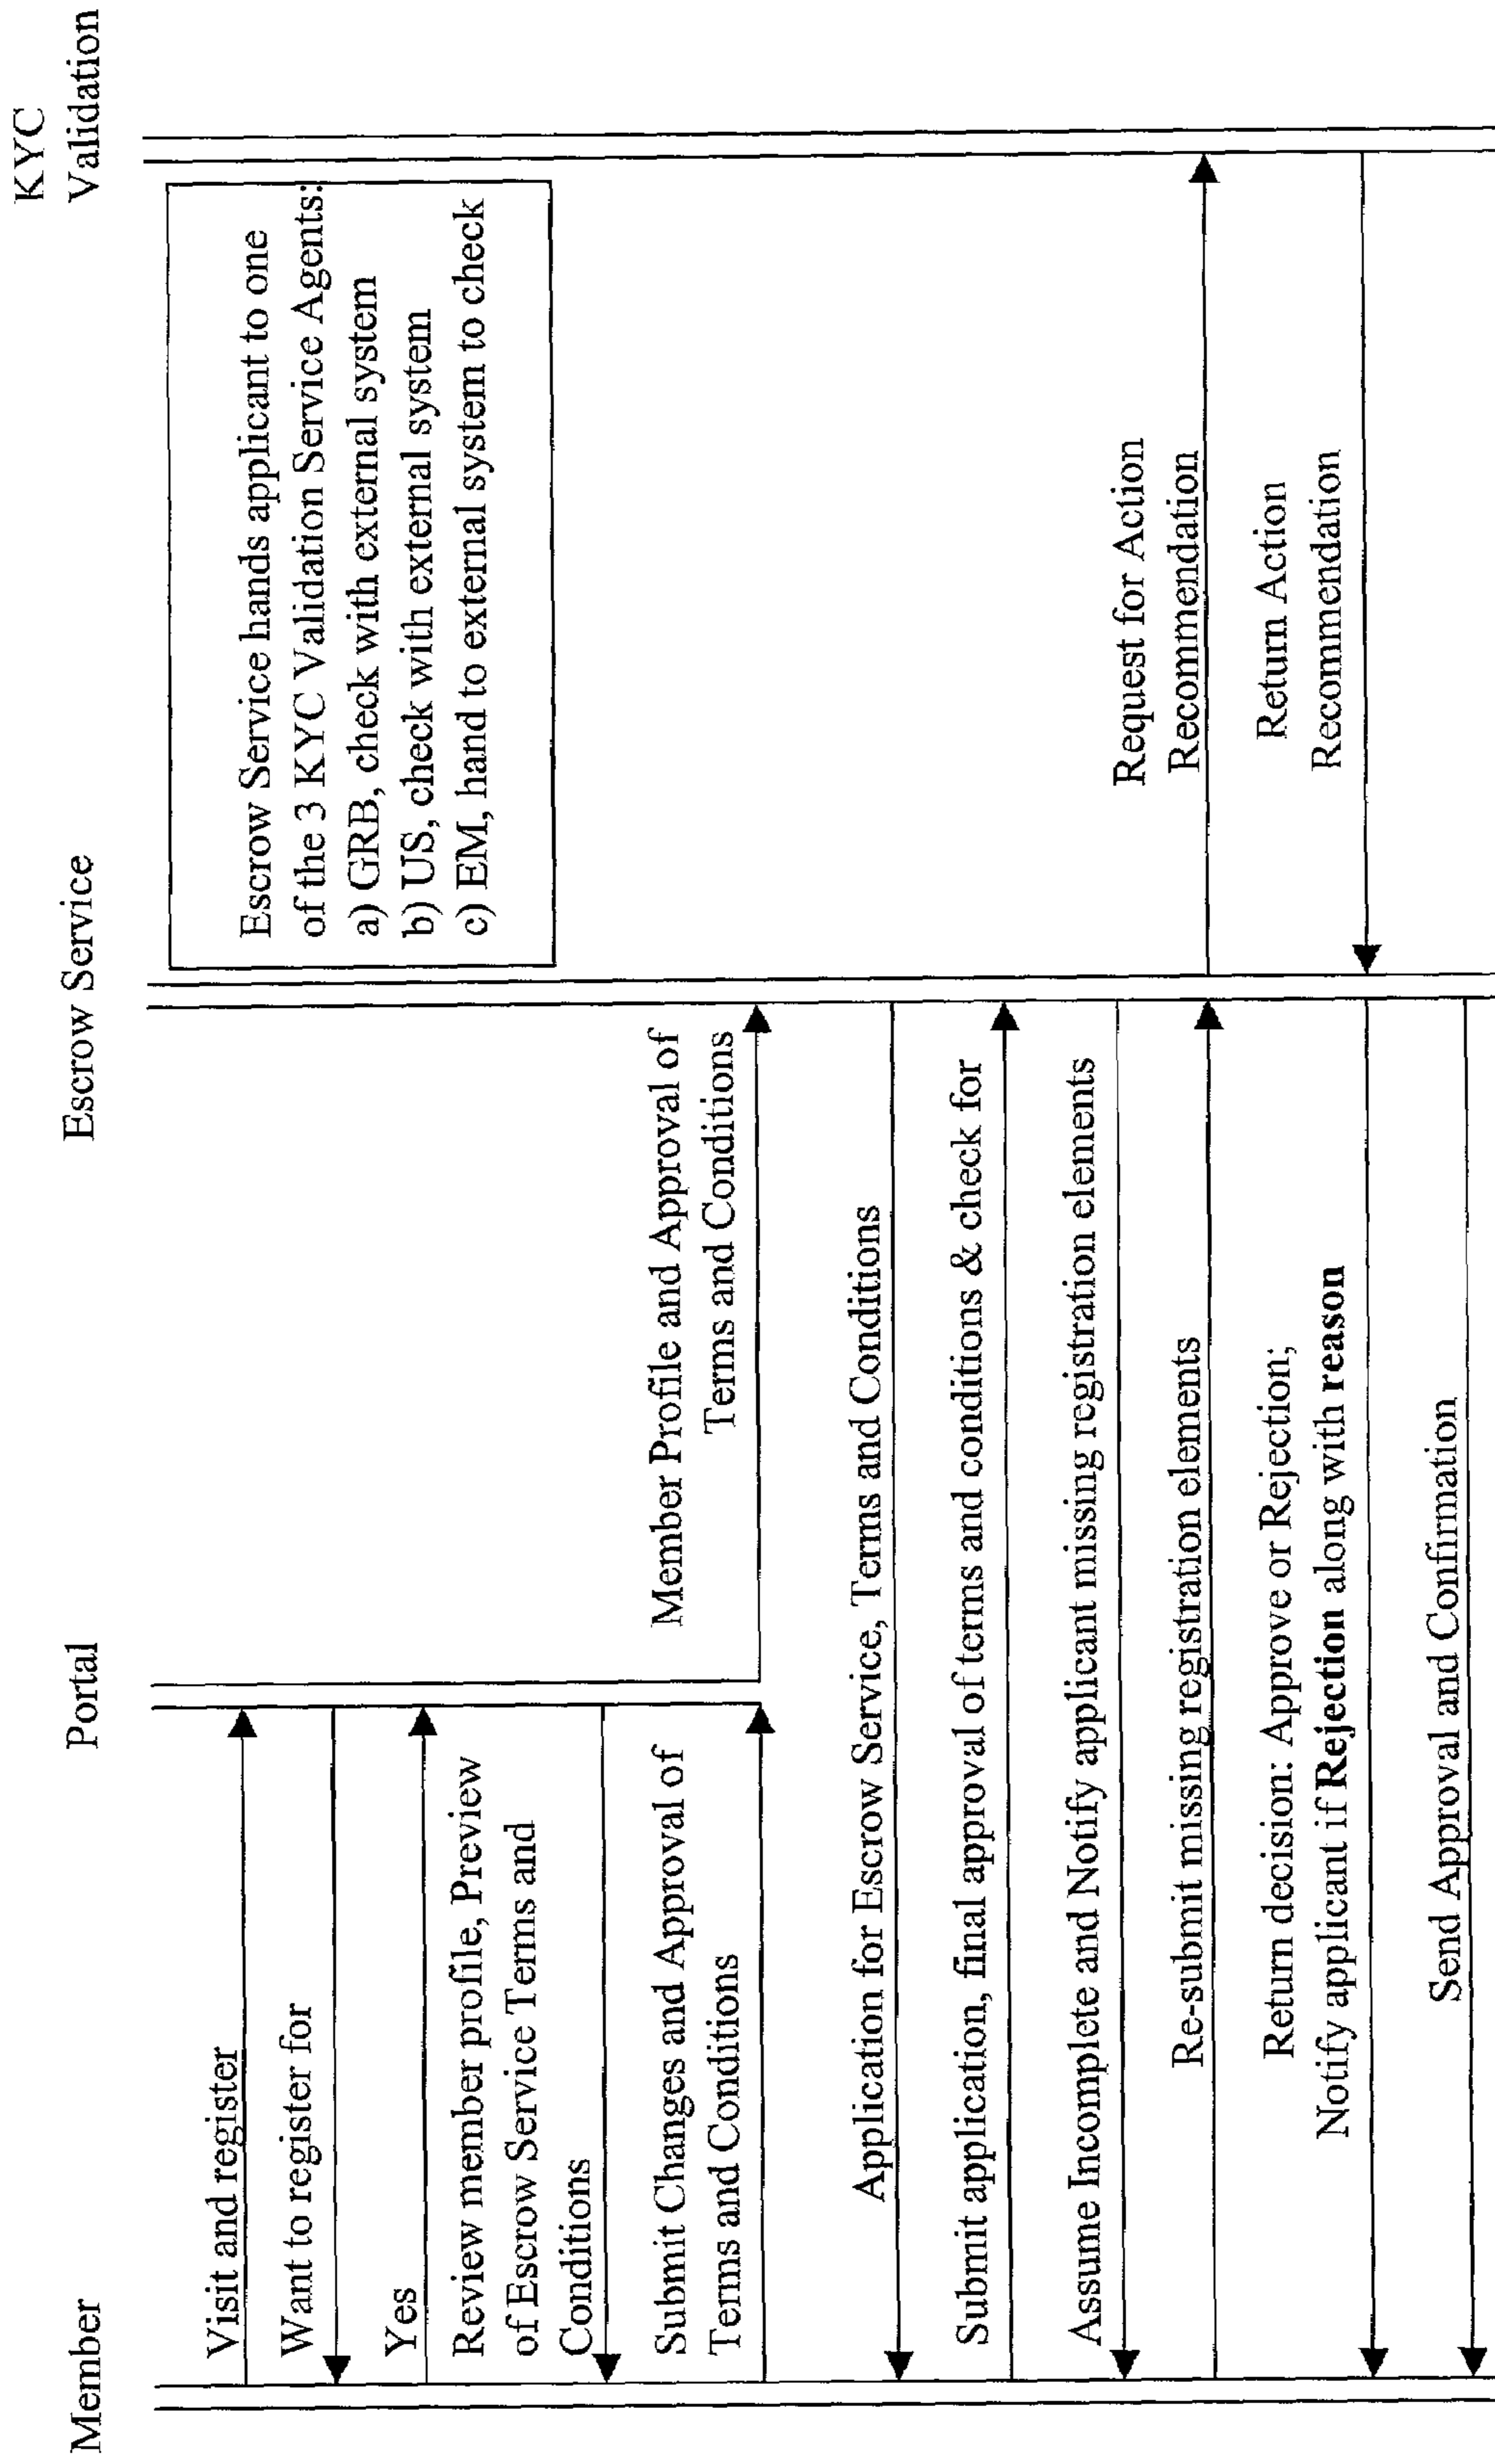 Member
Portal
Escrow Service
KYC
Validation
Visit and register
Want to register for
Yes
Review member profile, Preview
of Escrow Service Terms and
Conditions
Submit Changes and Approval of
Terms and Conditions
Member Profile and Approval of
Terms and Conditions
Escrow Service hands applicant to one
of the 3 KYC Validation Service Agents:
a) GRB, check with external system
b) US, check with external system
c) EM, hand to external system to check
Application for Escrow Service, Terms and Conditions
Submit application, final approval of terms and conditions & check for
Assume Incomplete and Notify applicant missing registration elements
Re-submit missing registration elements
Request for Action
Recommendation
Return Action
Recommendation
Return decision: Approve or Rejection;
Notify applicant if Rejection along with reason
Send Approval and Confirmation